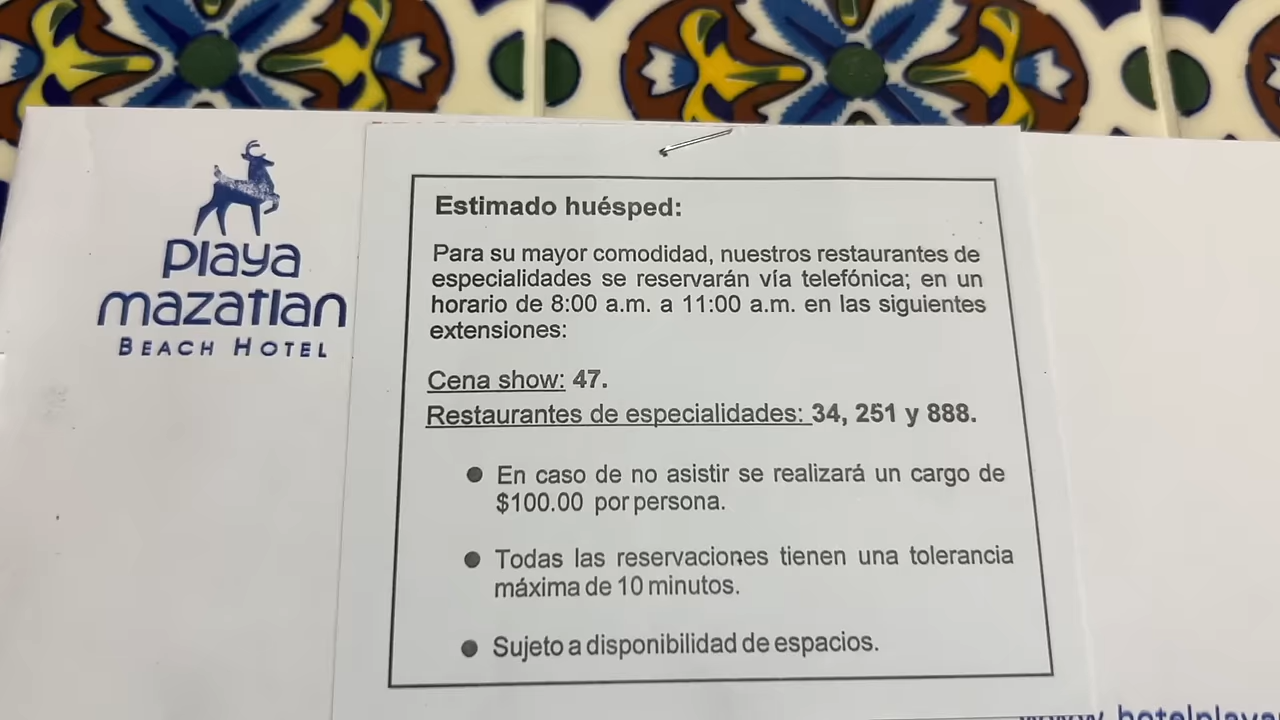 Playa
mazatlan
BEACH HOTEL
Estimado huésped:
Para su mayor comodidad, nuestros restaurantes de
especialidades se reservarán vía telefónica; en un
horario de 8:00 a.m. a 11:00 a.m. en las siguientes
extensiones:
Cena show: 47.
Restaurantes de especialidades: 34, 251 y 888.
● En caso de no asistir se realizará un cargo de
$100.00 por persona.
● Todas las reservaciones tienen una tolerancia
máxima de 10 minutos.
● Sujeto a disponibilidad de espacios.